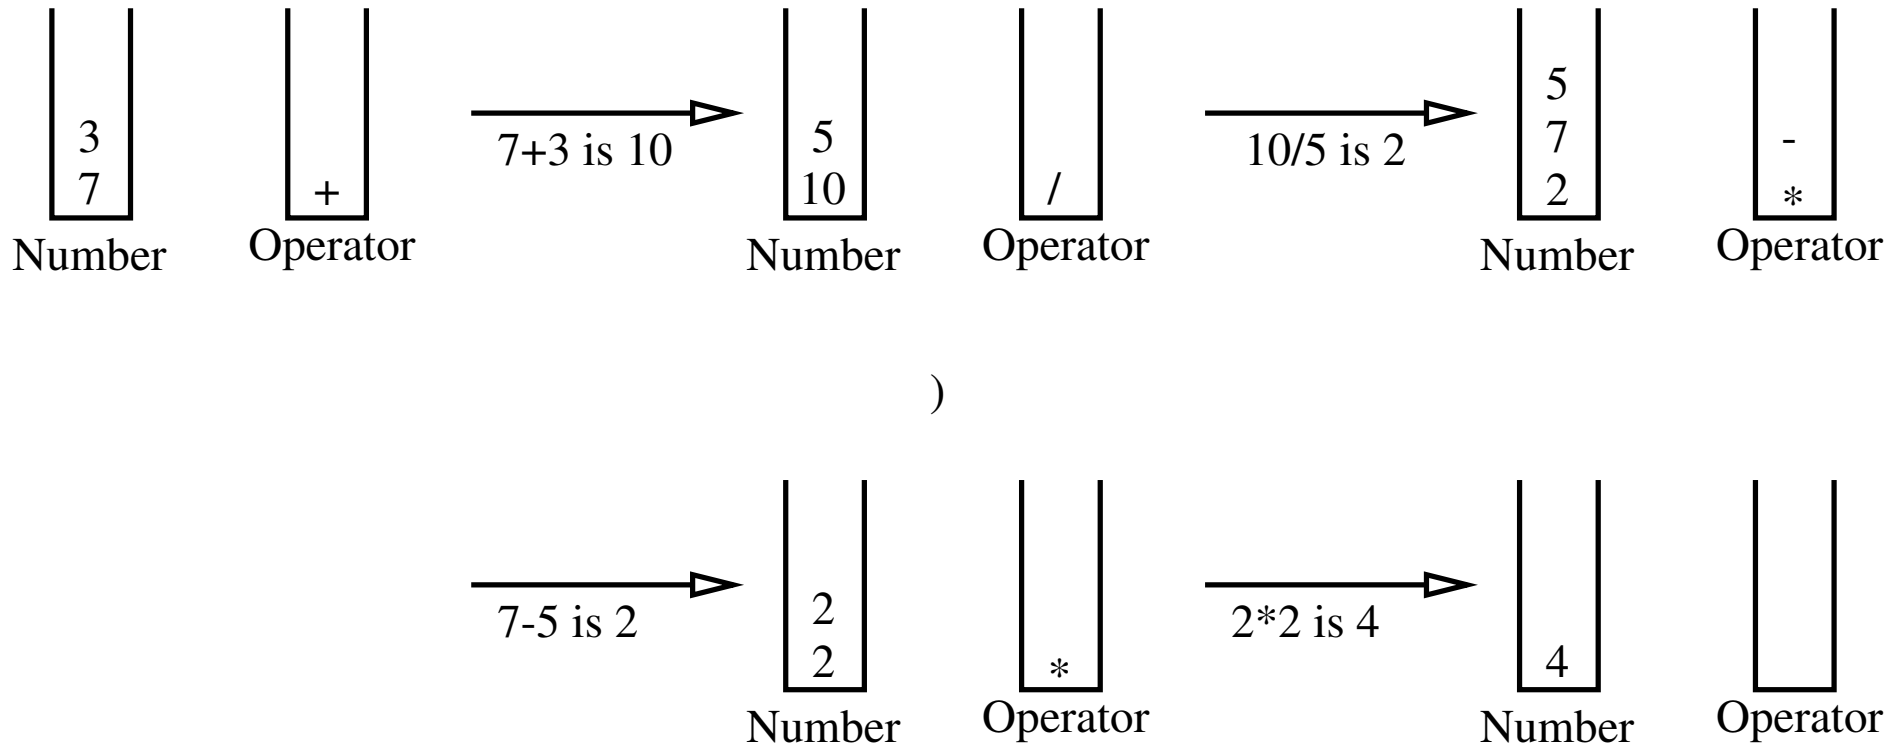 3
7
Number
+
Operator
7+3 is 10
5
10
Number
/
Operator
10/5 is 2
5
7
2
Number
-
*
Operator
)
7-5 is 2
2
2
Number
*
Operator
2*2 is 4
4
Number
Operator